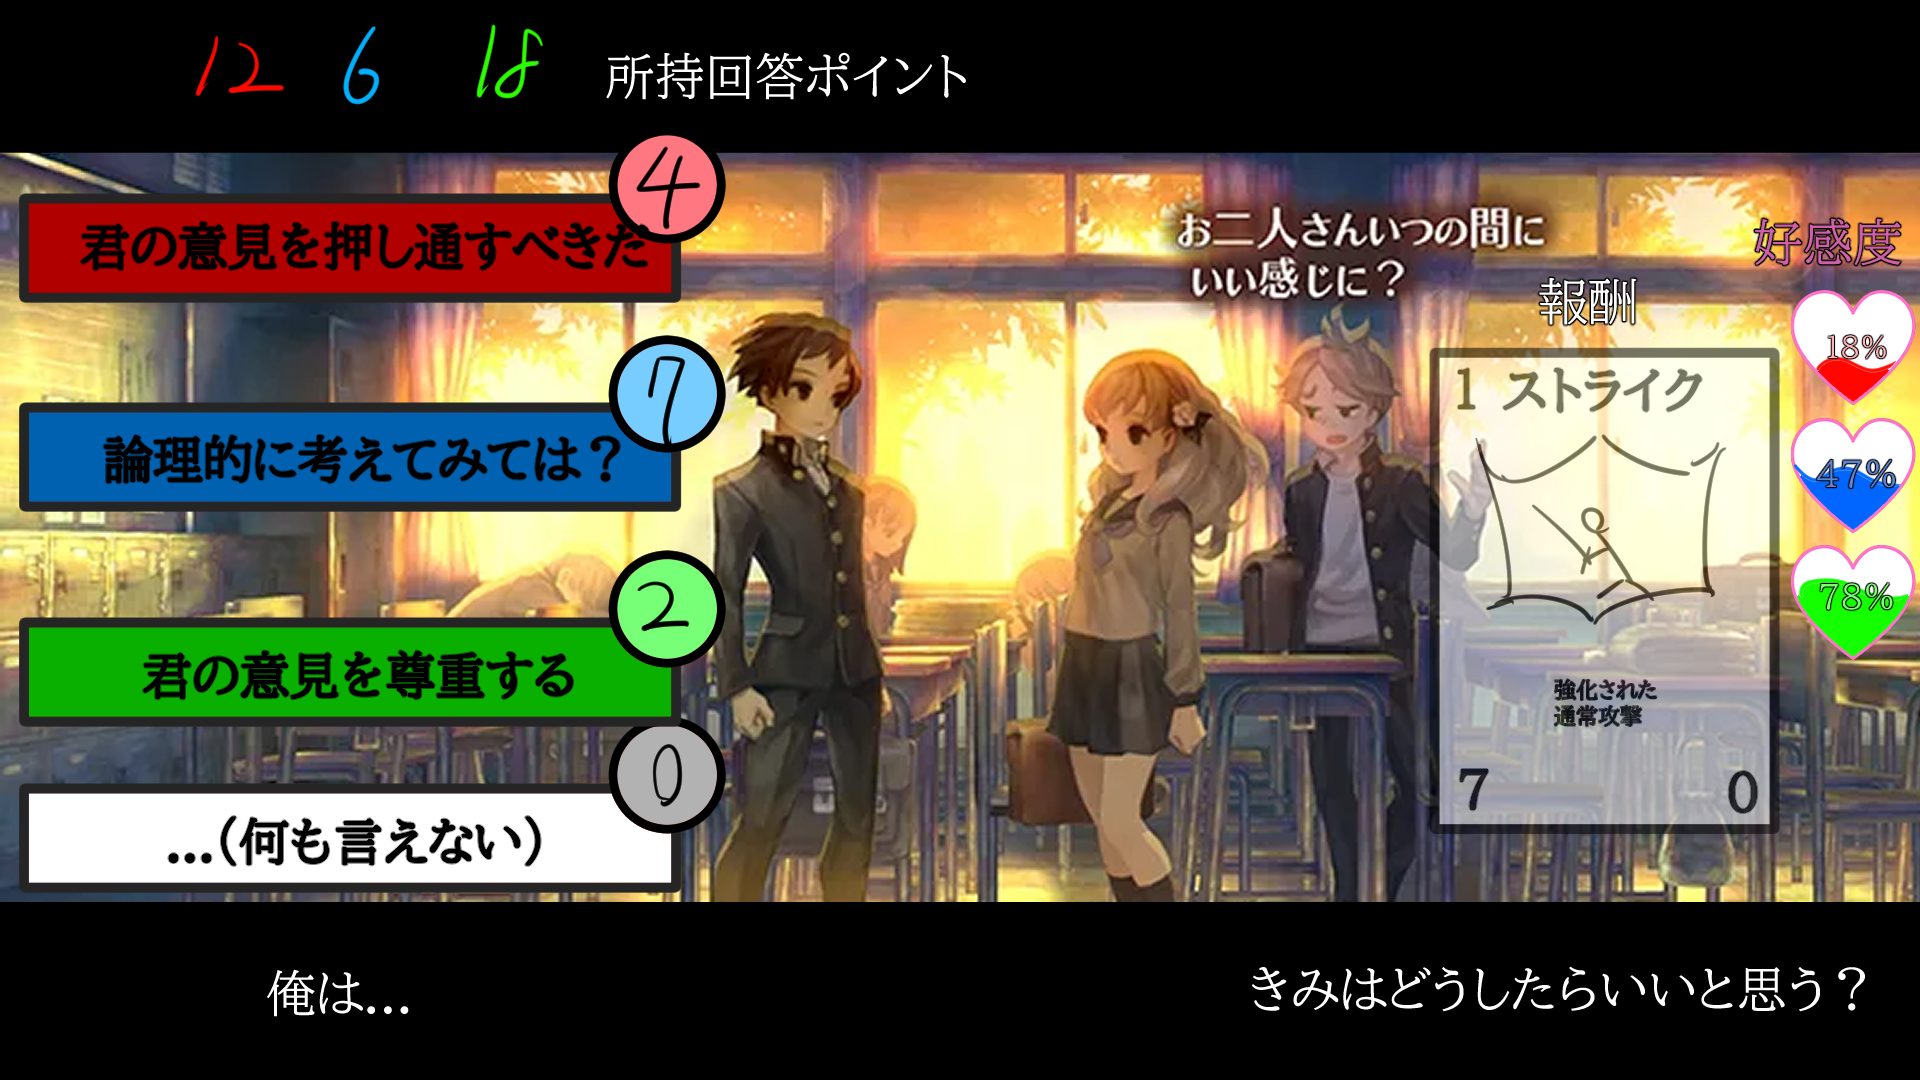 12 6 18 所持回答ポイント
4
君の意見を押し通すべきだ
7
論理的に考えてみては？
2
君の意見を尊重する
0
...（何も言えない）
お二人さんいつの間に
いい感じに？
報酬
1 ストライク
強化された
通常攻撃
7 0
好感度
18%
47%
78%
俺は...
きみはどうしたらいいと思う？